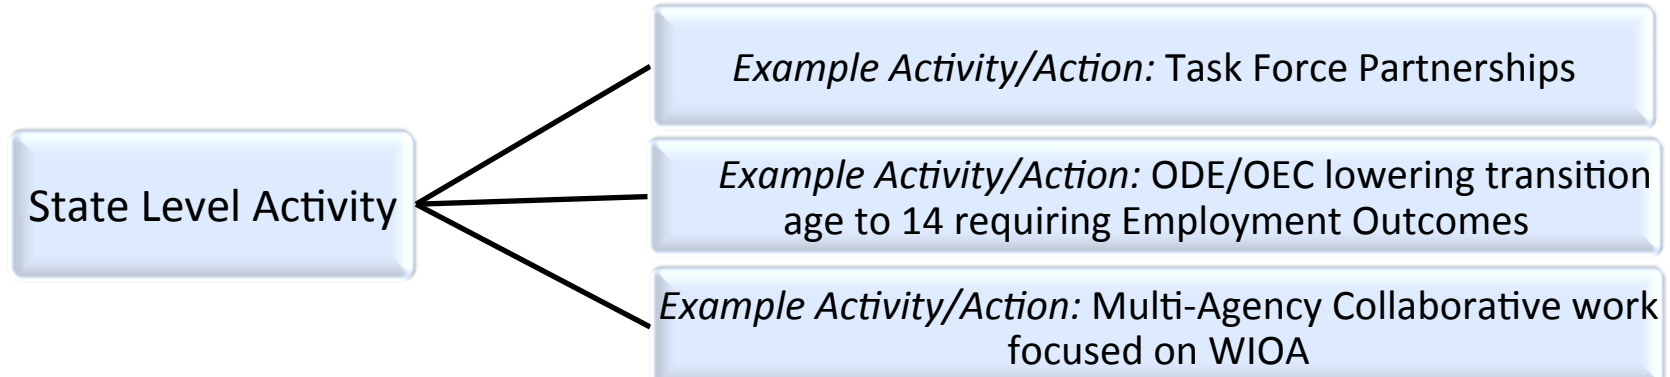 State Level Activity
Example Activity/Action: Task Force Partnerships
Example Activity/Action: ODE/OEC lowering transition
age to 14 requiring Employment Outcomes
Example Activity/Action: Multi-Agency Collaborative work
focused on WIOA